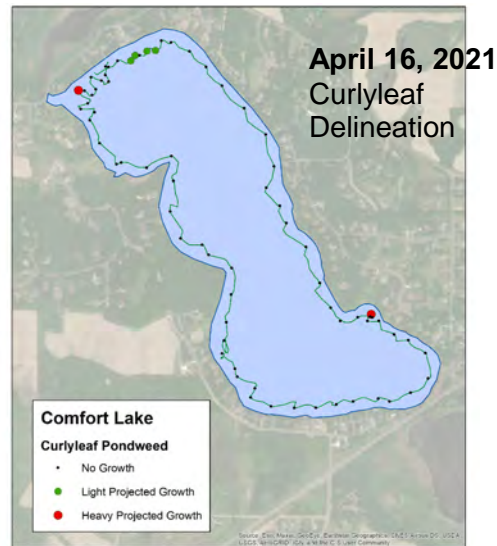 April 16, 2021
Curlyleaf
Delineation
Comfort Lake
Curlyleaf Pondweed
No Growth
Light Projected Growth
Heavy Projected Growth